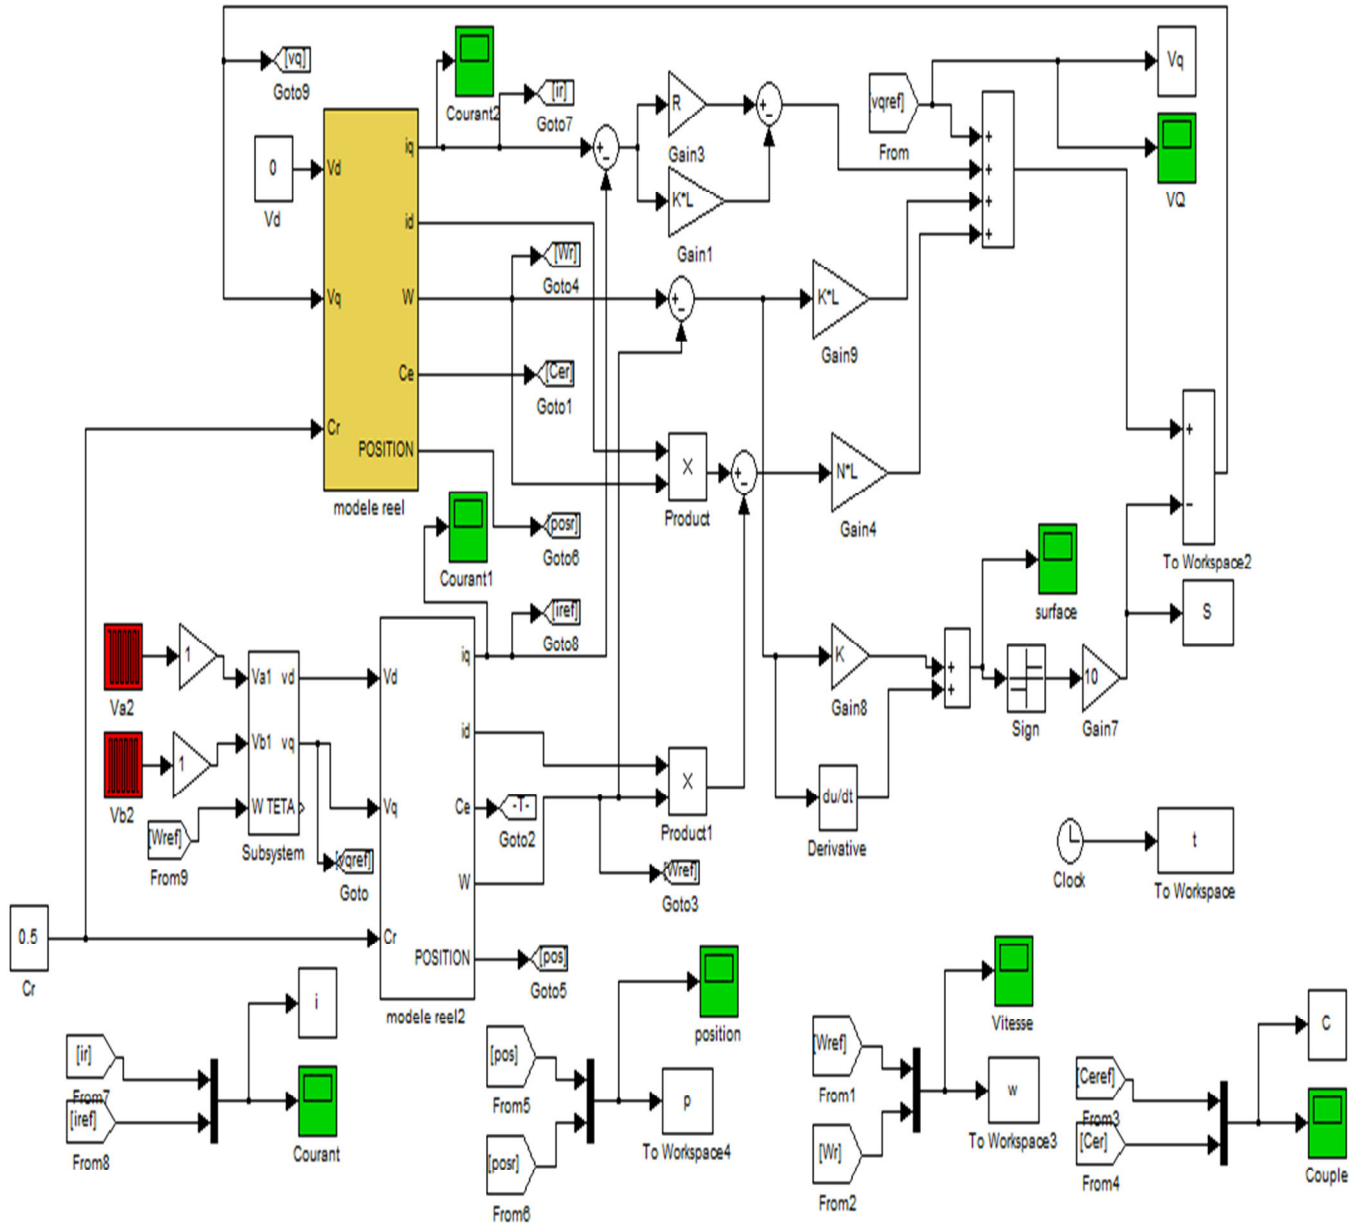 [vq]
Goto9
Courant2
[ir]
Goto7
R
Gain3
+
-
[vqref]
From
Vq
VQ
0
Vd
Vd
Vq
Cr
iq
id
W
Ce
POSITION
modele reel
+
-
K*L
Gain1
+
+
+
+
[Wr]
Goto4
+
-
K*L
Gain9
[Cer]
Goto1
X
Product
+
-
N*L
Gain4
+
-
To Workspace2
Courant1
[posr]
Goto6
[iref]
Goto8
surface
S
Va2
1
Vb2
1
Va1 vd
Vb1 vq
W TETA
Subsystem
[Wref]
From9
[vqref]
Goto
Vd
Vq
Cr
iq
id
Ce
W
POSITION
modele reel2
-T-
Goto2
X
Product1
[Wref]
Goto3
K
Gain8
+
+
Sign
10
Gain7
du/dt
Derivative
Clock
t
To Workspace
0.5
Cr
[pos]
Goto5
i
[ir]
From7
[iref]
From8
Courant
position
[pos]
From5
[posr]
From6
p
To Workspace4
Vitesse
[Wref]
From1
[Wr]
From2
w
To Workspace3
C
[Ceref]
From3
[Cer]
From4
Couple